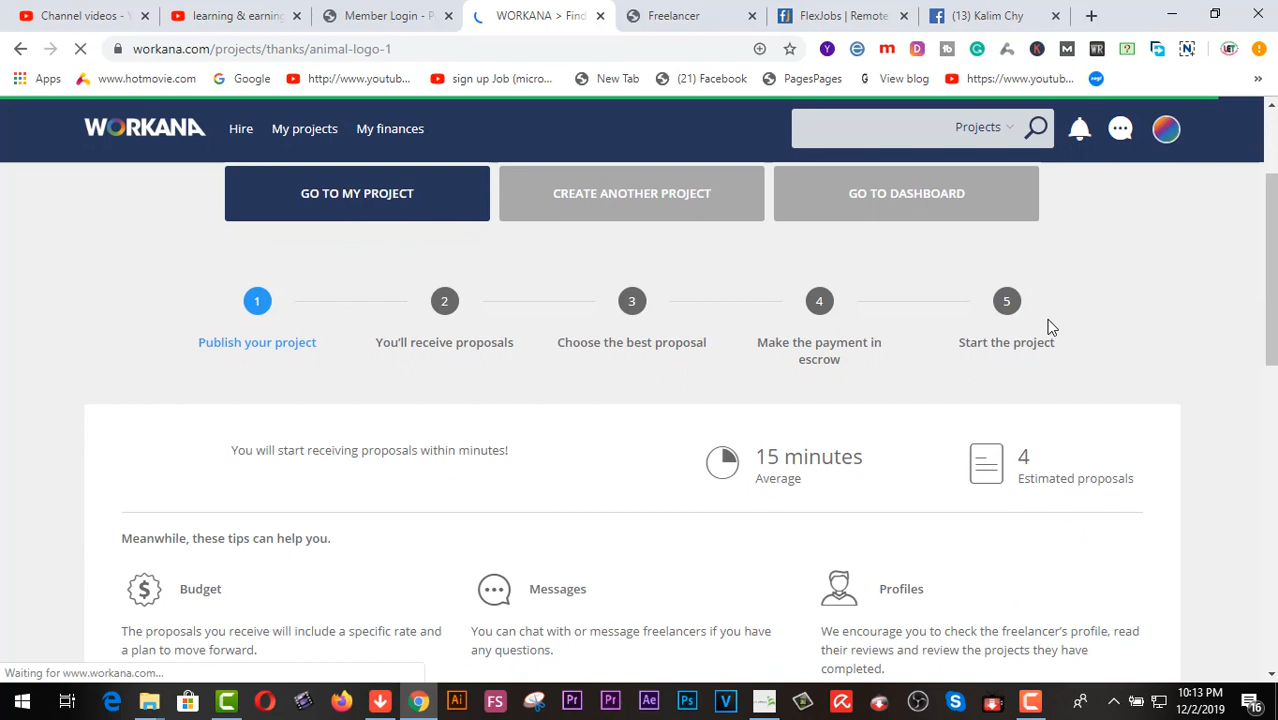 Channel videos - Y
learning & earning
Member Login - P
WORKANA > Find
Freelancer
FlexJobs | Remote
(13) Kalim Chy
workana.com/projects/thanks/animal-logo-1
Apps
www.hotmovie.com
Google
http://www.youtub...
sign up Job (micro...
New Tab
(21) Facebook
PagesPages
View blog
https://www.youtub...
»
WORKANA
Hire
My projects
My finances
Projects
GO TO MY PROJECT
CREATE ANOTHER PROJECT
GO TO DASHBOARD
1
2
3
4
5
Publish your project
You'll receive proposals
Choose the best proposal
Make the payment in
escrow
Start the project
You will start receiving proposals within minutes!
15 minutes
Average
4
Estimated proposals
Meanwhile, these tips can help you.
Budget
Messages
Profiles
The proposals you receive will include a specific rate and
a plan to move forward.
You can chat with or message freelancers if you have
any questions.
We encourage you to check the freelancer's profile, read
their reviews and review the projects they have
completed.
Waiting for www.workana.com...
10:13 PM
12/2/2019
16